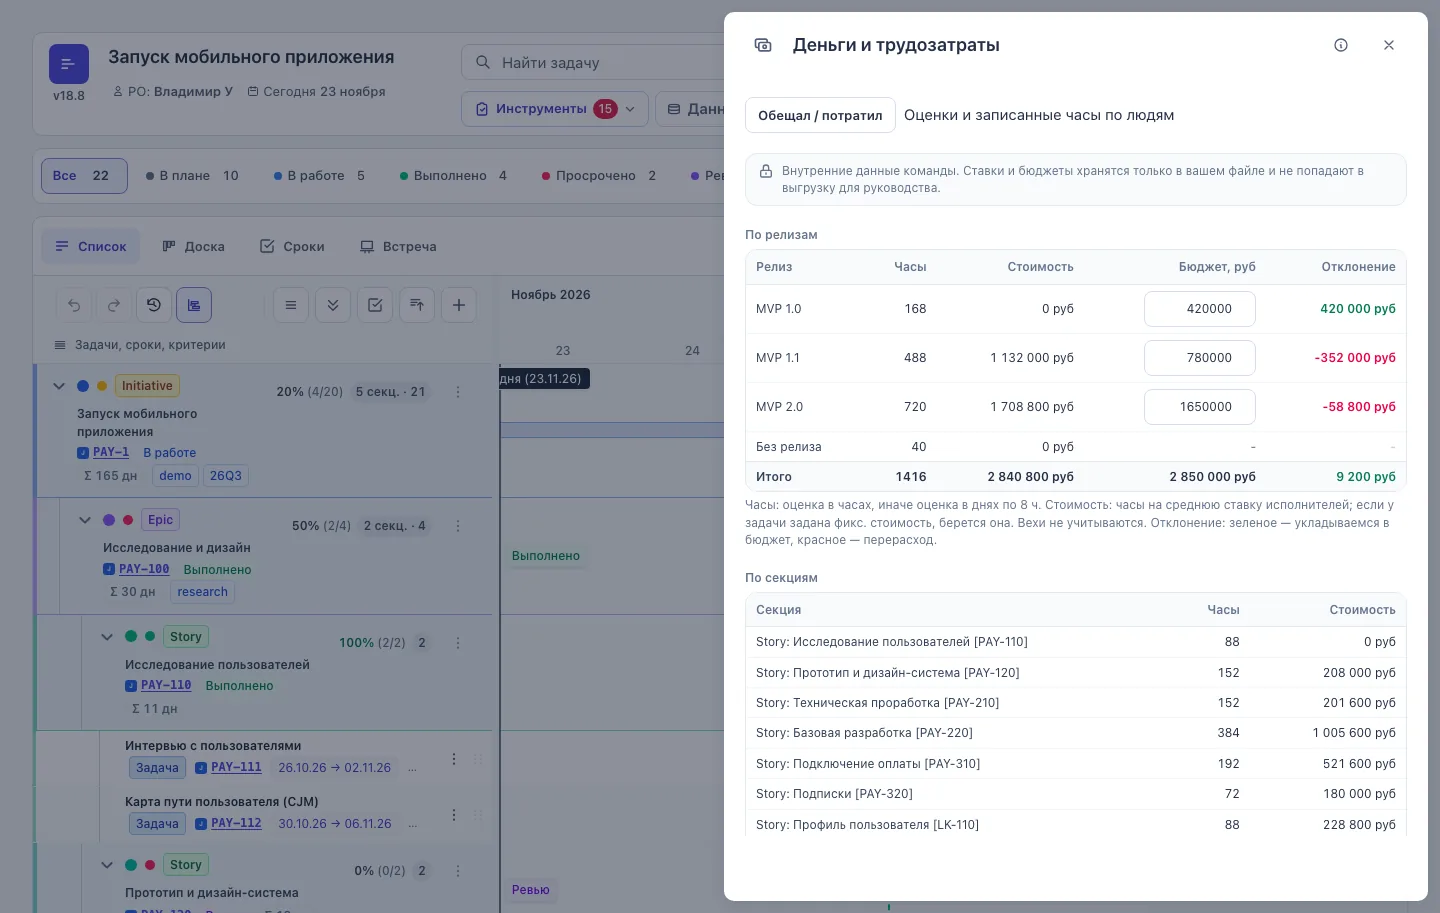 Запуск мобильного приложения
v18.8
PO: Владимир У
Сегодня 23 ноября
Найти задачу
Инструменты 15
Все 22
В плане 10
В работе 5
Выполнено 4
Просрочено 2
Список
Доска
Сроки
Встреча
Ноябрь 2026
Задачи, сроки, критерии
23
24
дня (23.11.26)
Initiative
20% (4/20)
5 секц. · 21
Запуск мобильного
приложения
PAY-1 В работе
Σ 165 дн
demo
26Q3
Epic
50% (2/4)
2 секц. · 4
Исследование и дизайн
PAY-100 Выполнено
Σ 30 дн
research
Выполнено
Story
100% (2/2) 2
Исследование пользователей
PAY-110 Выполнено
Σ 11 дн
Интервью с пользователями
Задача PAY-111 26.10.26 → 02.11.26 ...
Карта пути пользователя (CJM)
Задача PAY-112 30.10.26 → 06.11.26 ...
Story
0% (0/2) 2
Прототип и дизайн-система
Ревью
Деньги и трудозатраты
Обещал / потратил
Оценки и записанные часы по людям
Внутренние данные команды. Ставки и бюджеты хранятся только в вашем файле и не попадают в
выгрузку для руководства.
По релизам
Релиз Часы Стоимость Бюджет, руб Отклонение
MVP 1.0 168 0 руб 420000 420 000 руб
MVP 1.1 488 1 132 000 руб 780000 -352 000 руб
MVP 2.0 720 1 708 800 руб 1650000 -58 800 руб
Без релиза 40 0 руб - -
Итого 1416 2 840 800 руб 2 850 000 руб 9 200 руб
Часы: оценка в часах, иначе оценка в днях по 8 ч. Стоимость: часы на среднюю ставку исполнителей; если у
задачи задана фикс. стоимость, берется она. Вехи не учитываются. Отклонение: зеленое — укладываемся в
бюджет, красное — перерасход.
По секциям
Секция Часы Стоимость
Story: Исследование пользователей [PAY-110] 88 0 руб
Story: Прототип и дизайн-система [PAY-120] 152 208 000 руб
Story: Техническая проработка [PAY-210] 152 201 600 руб
Story: Базовая разработка [PAY-220] 384 1 005 600 руб
Story: Подключение оплаты [PAY-310] 192 521 600 руб
Story: Подписки [PAY-320] 72 180 000 руб
Story: Профиль пользователя [LK-110] 88 228 800 руб